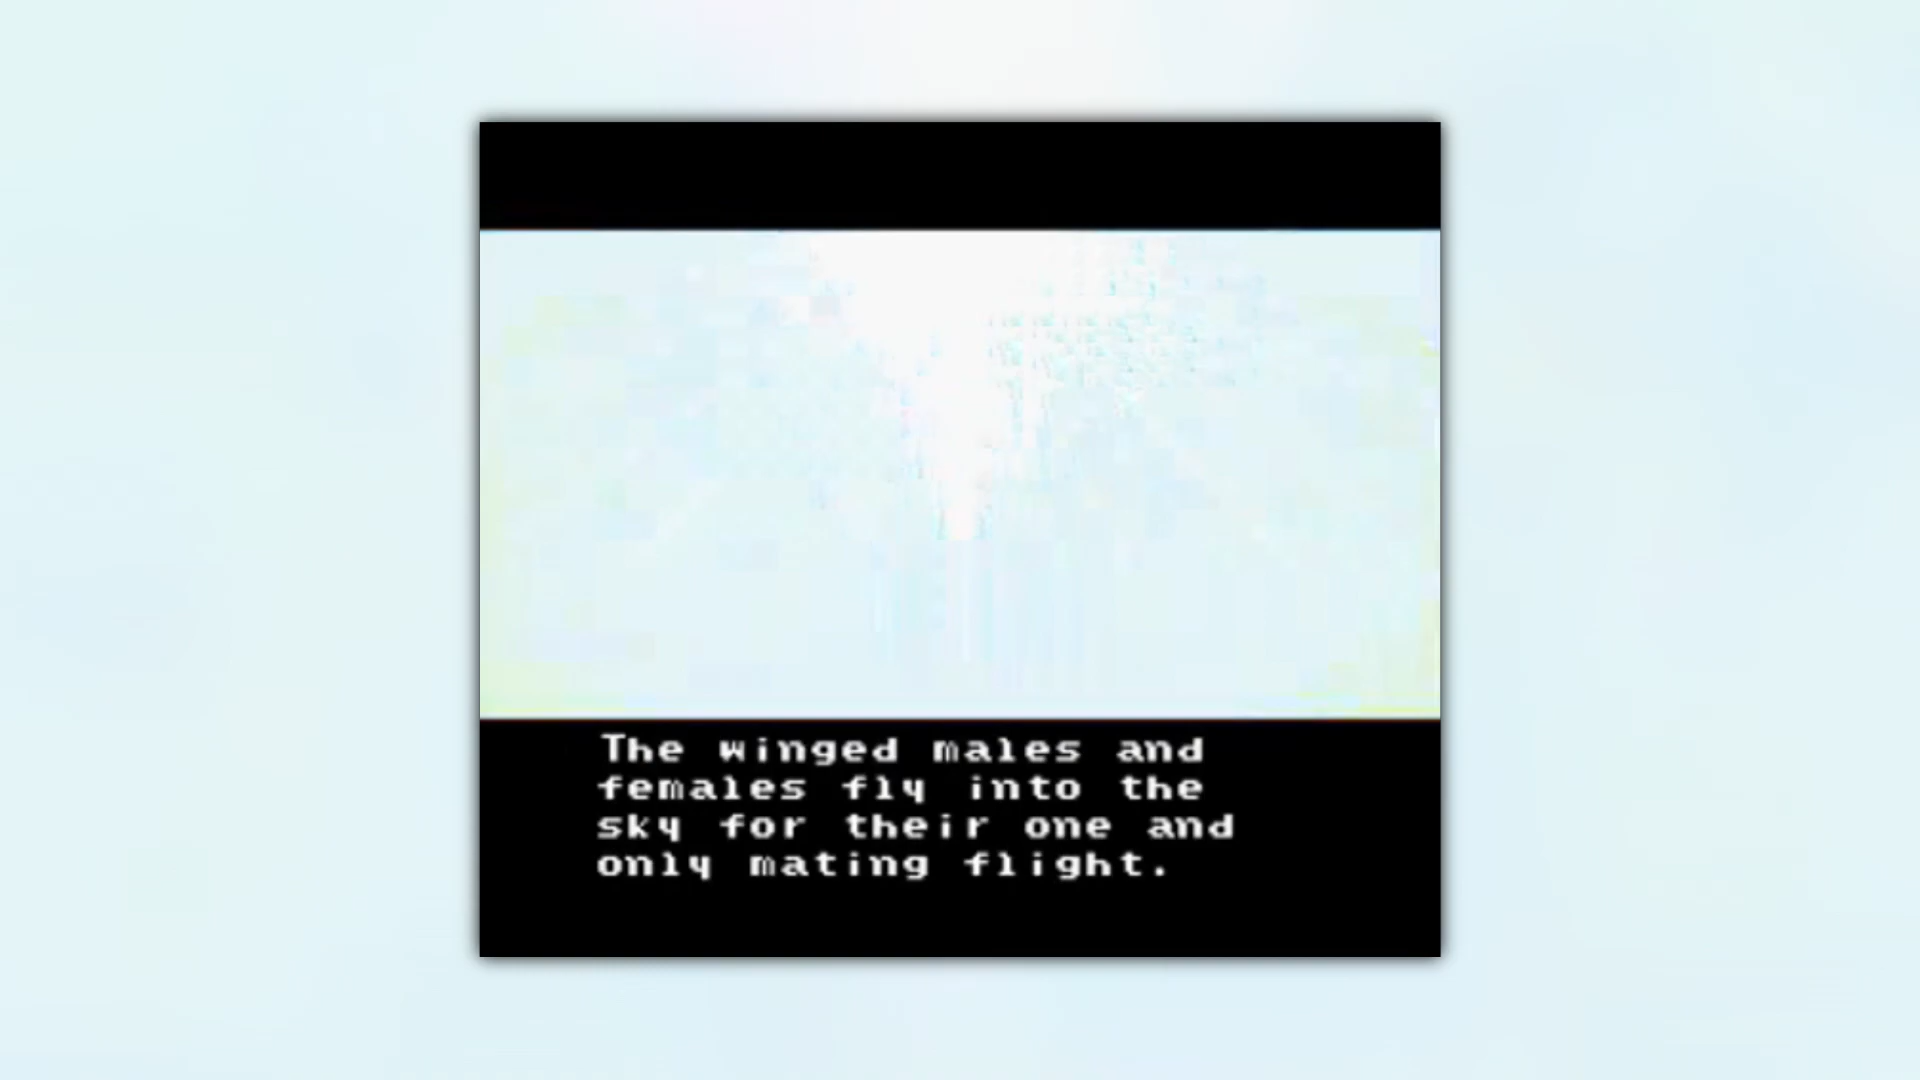 The winged males and
females fly into the
sky for their one and
only mating flight.